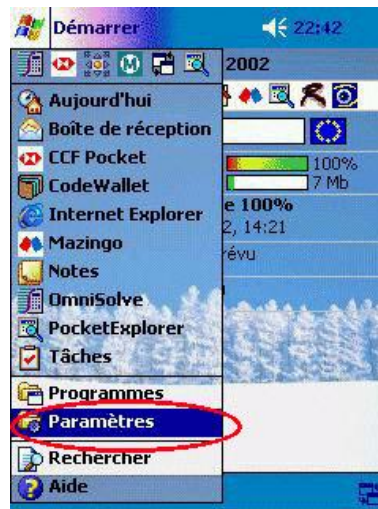 Démarrer 22:42
2002
Aujourd'hui
Boîte de réception
CCF Pocket
100%
CodeWallet
7 Mb
Internet Explorer
e 100%
2, 14:21
Mazingo
révu
Notes
OmniSolve
PocketExplorer
Tâches
Programmes
Paramètres
Rechercher
Aide